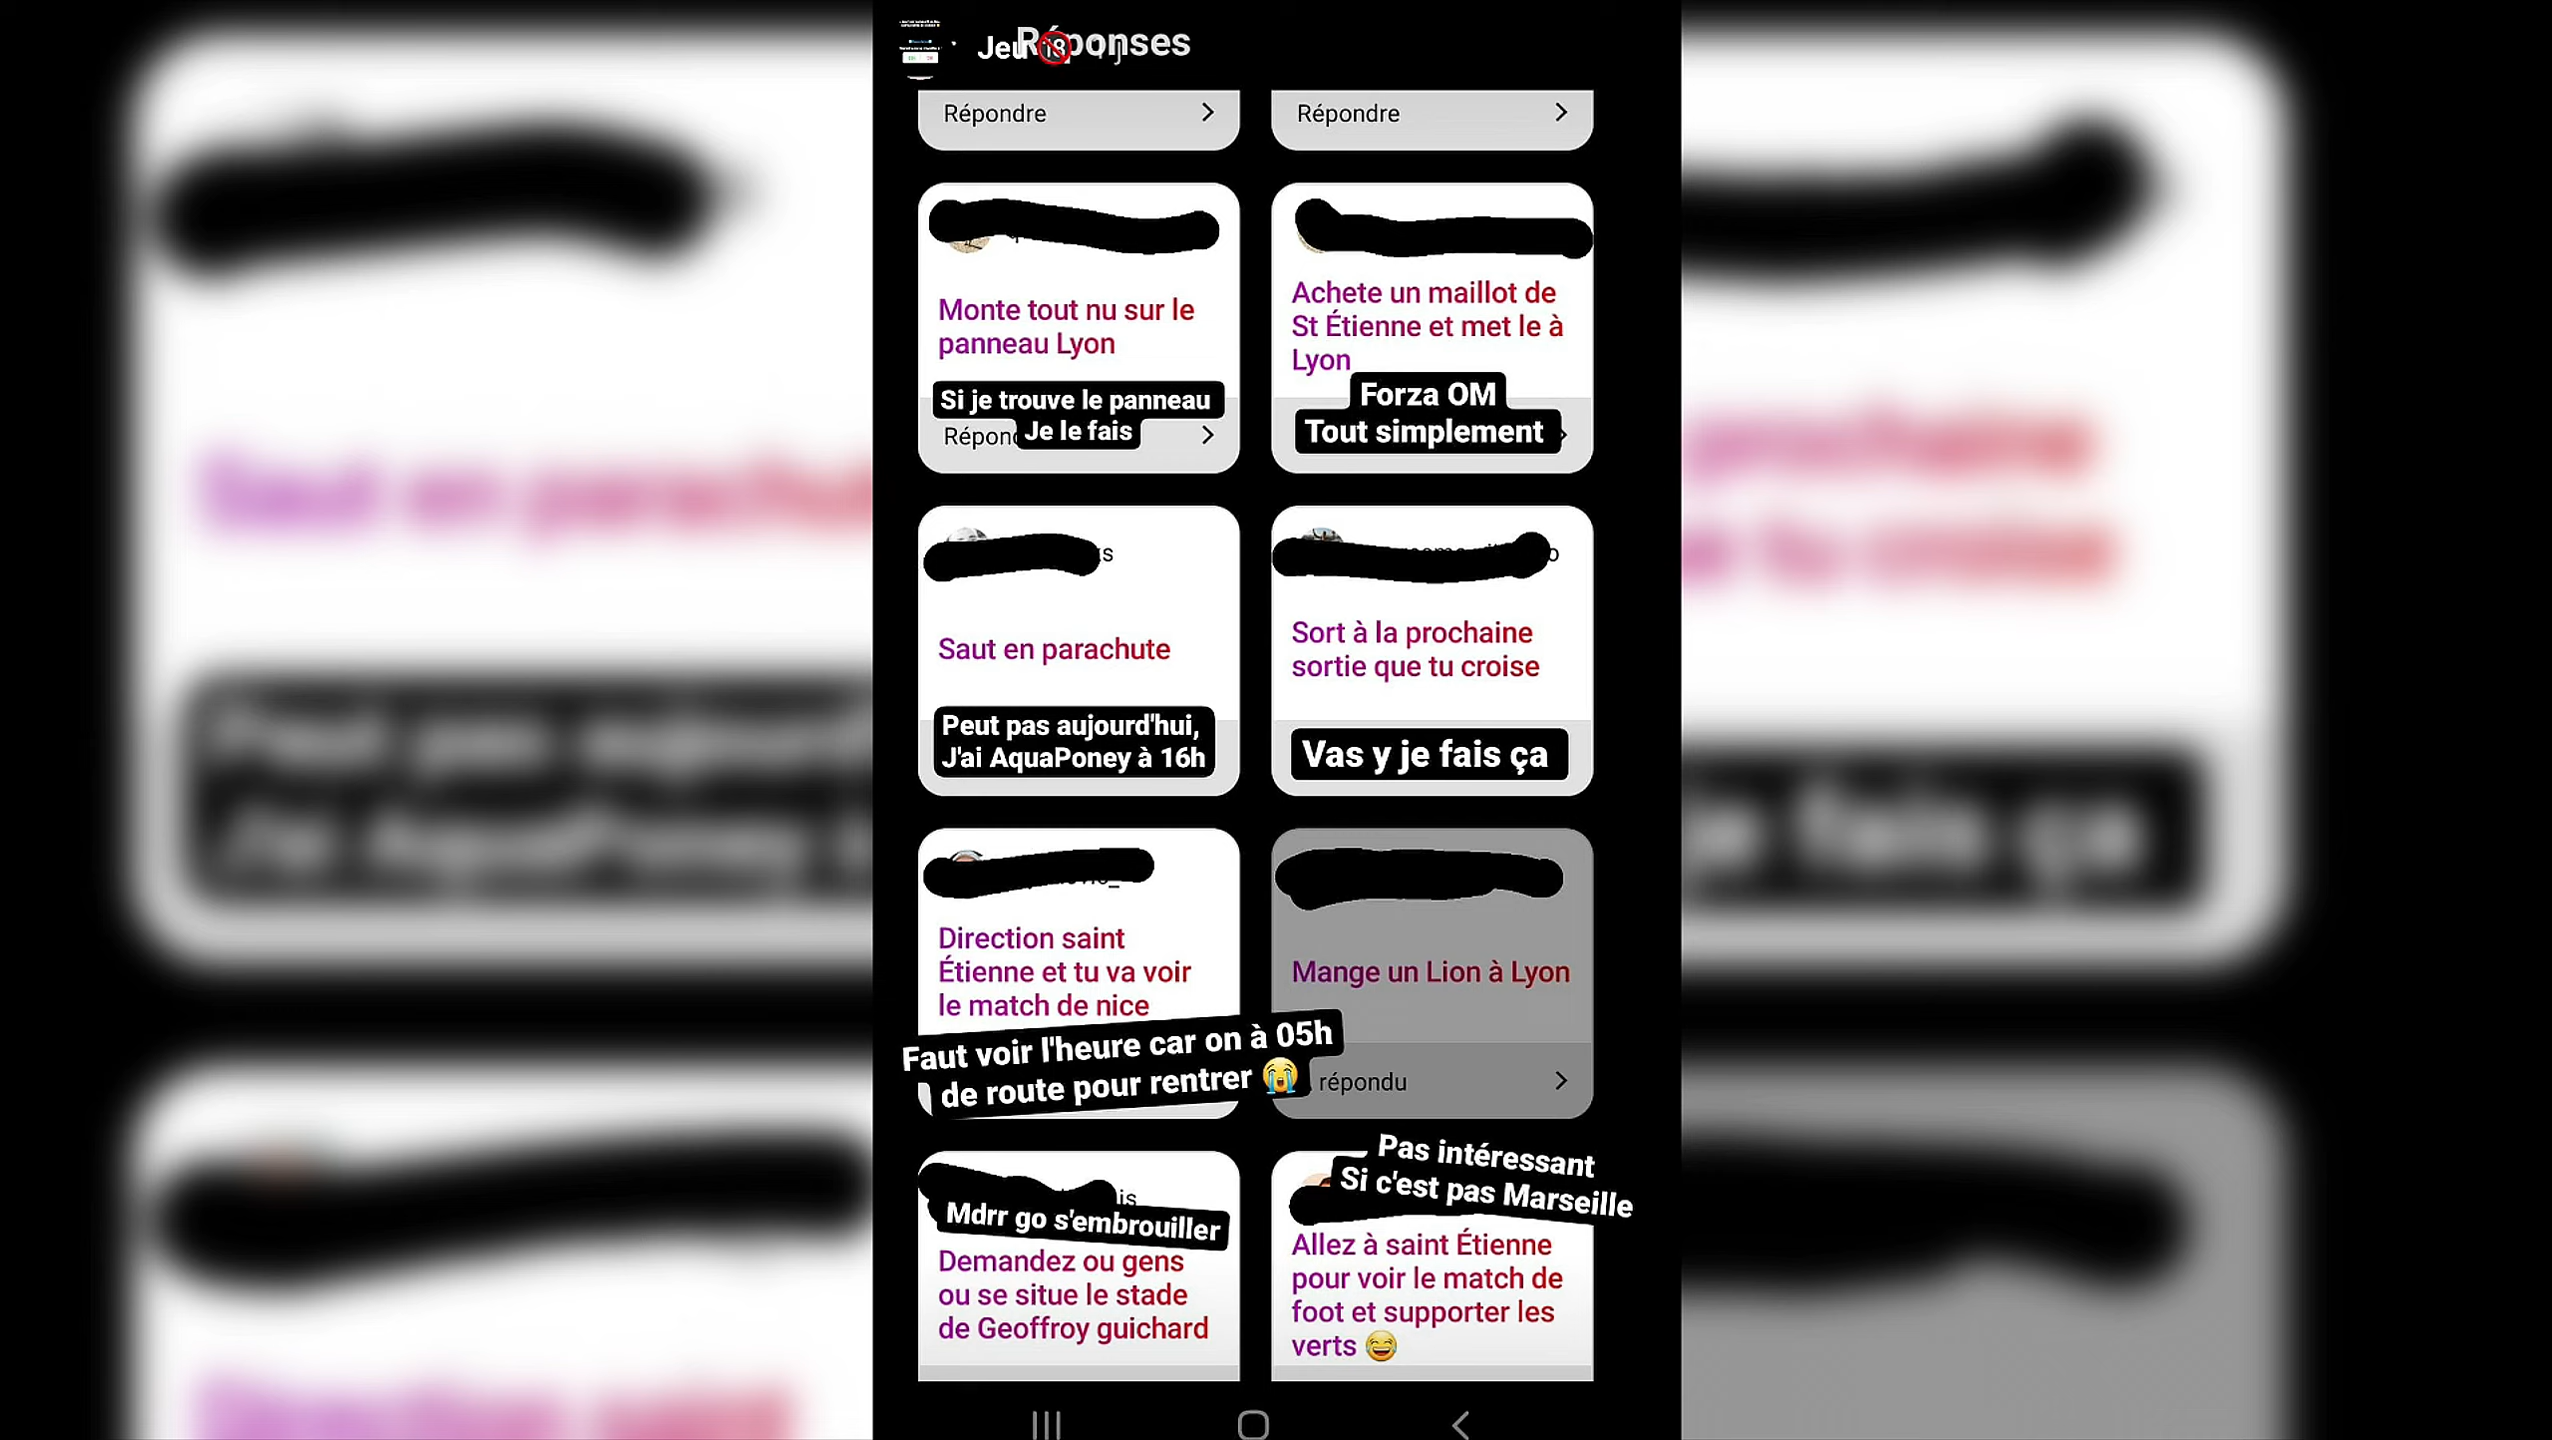 Jeu Réponses
Répondre
Répondre
Monte tout nu sur le
panneau Lyon
Si je trouve le panneau
Je le fais
Achete un maillot de
St Étienne et met le à
Lyon
Forza OM
Tout simplement
Saut en parachute
Peut pas aujourd'hui,
J'ai AquaPoney à 16h
Sort à la prochaine
sortie que tu croise
Vas y je fais ça
Direction saint
Étienne et tu va voir
le match de nice
Faut voir l'heure car on à 05h
de route pour rentrer 😭
Mange un Lion à Lyon
répondu
Mdrr go s'embrouiller
Demandez ou gens
ou se situe le stade
de Geoffroy guichard
Pas intéressant
Si c'est pas Marseille
Allez à saint Étienne
pour voir le match de
foot et supporter les
verts 😂